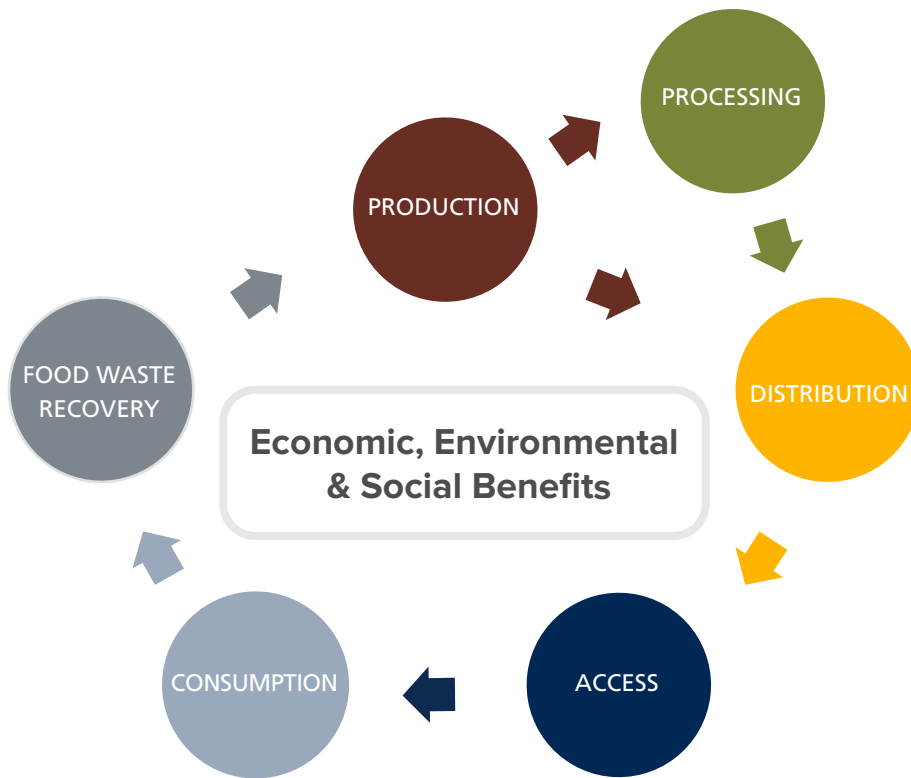 PROCESSING
PRODUCTION
FOOD WASTE
RECOVERY
DISTRIBUTION
Economic, Environmental
& Social Benefits
CONSUMPTION
ACCESS